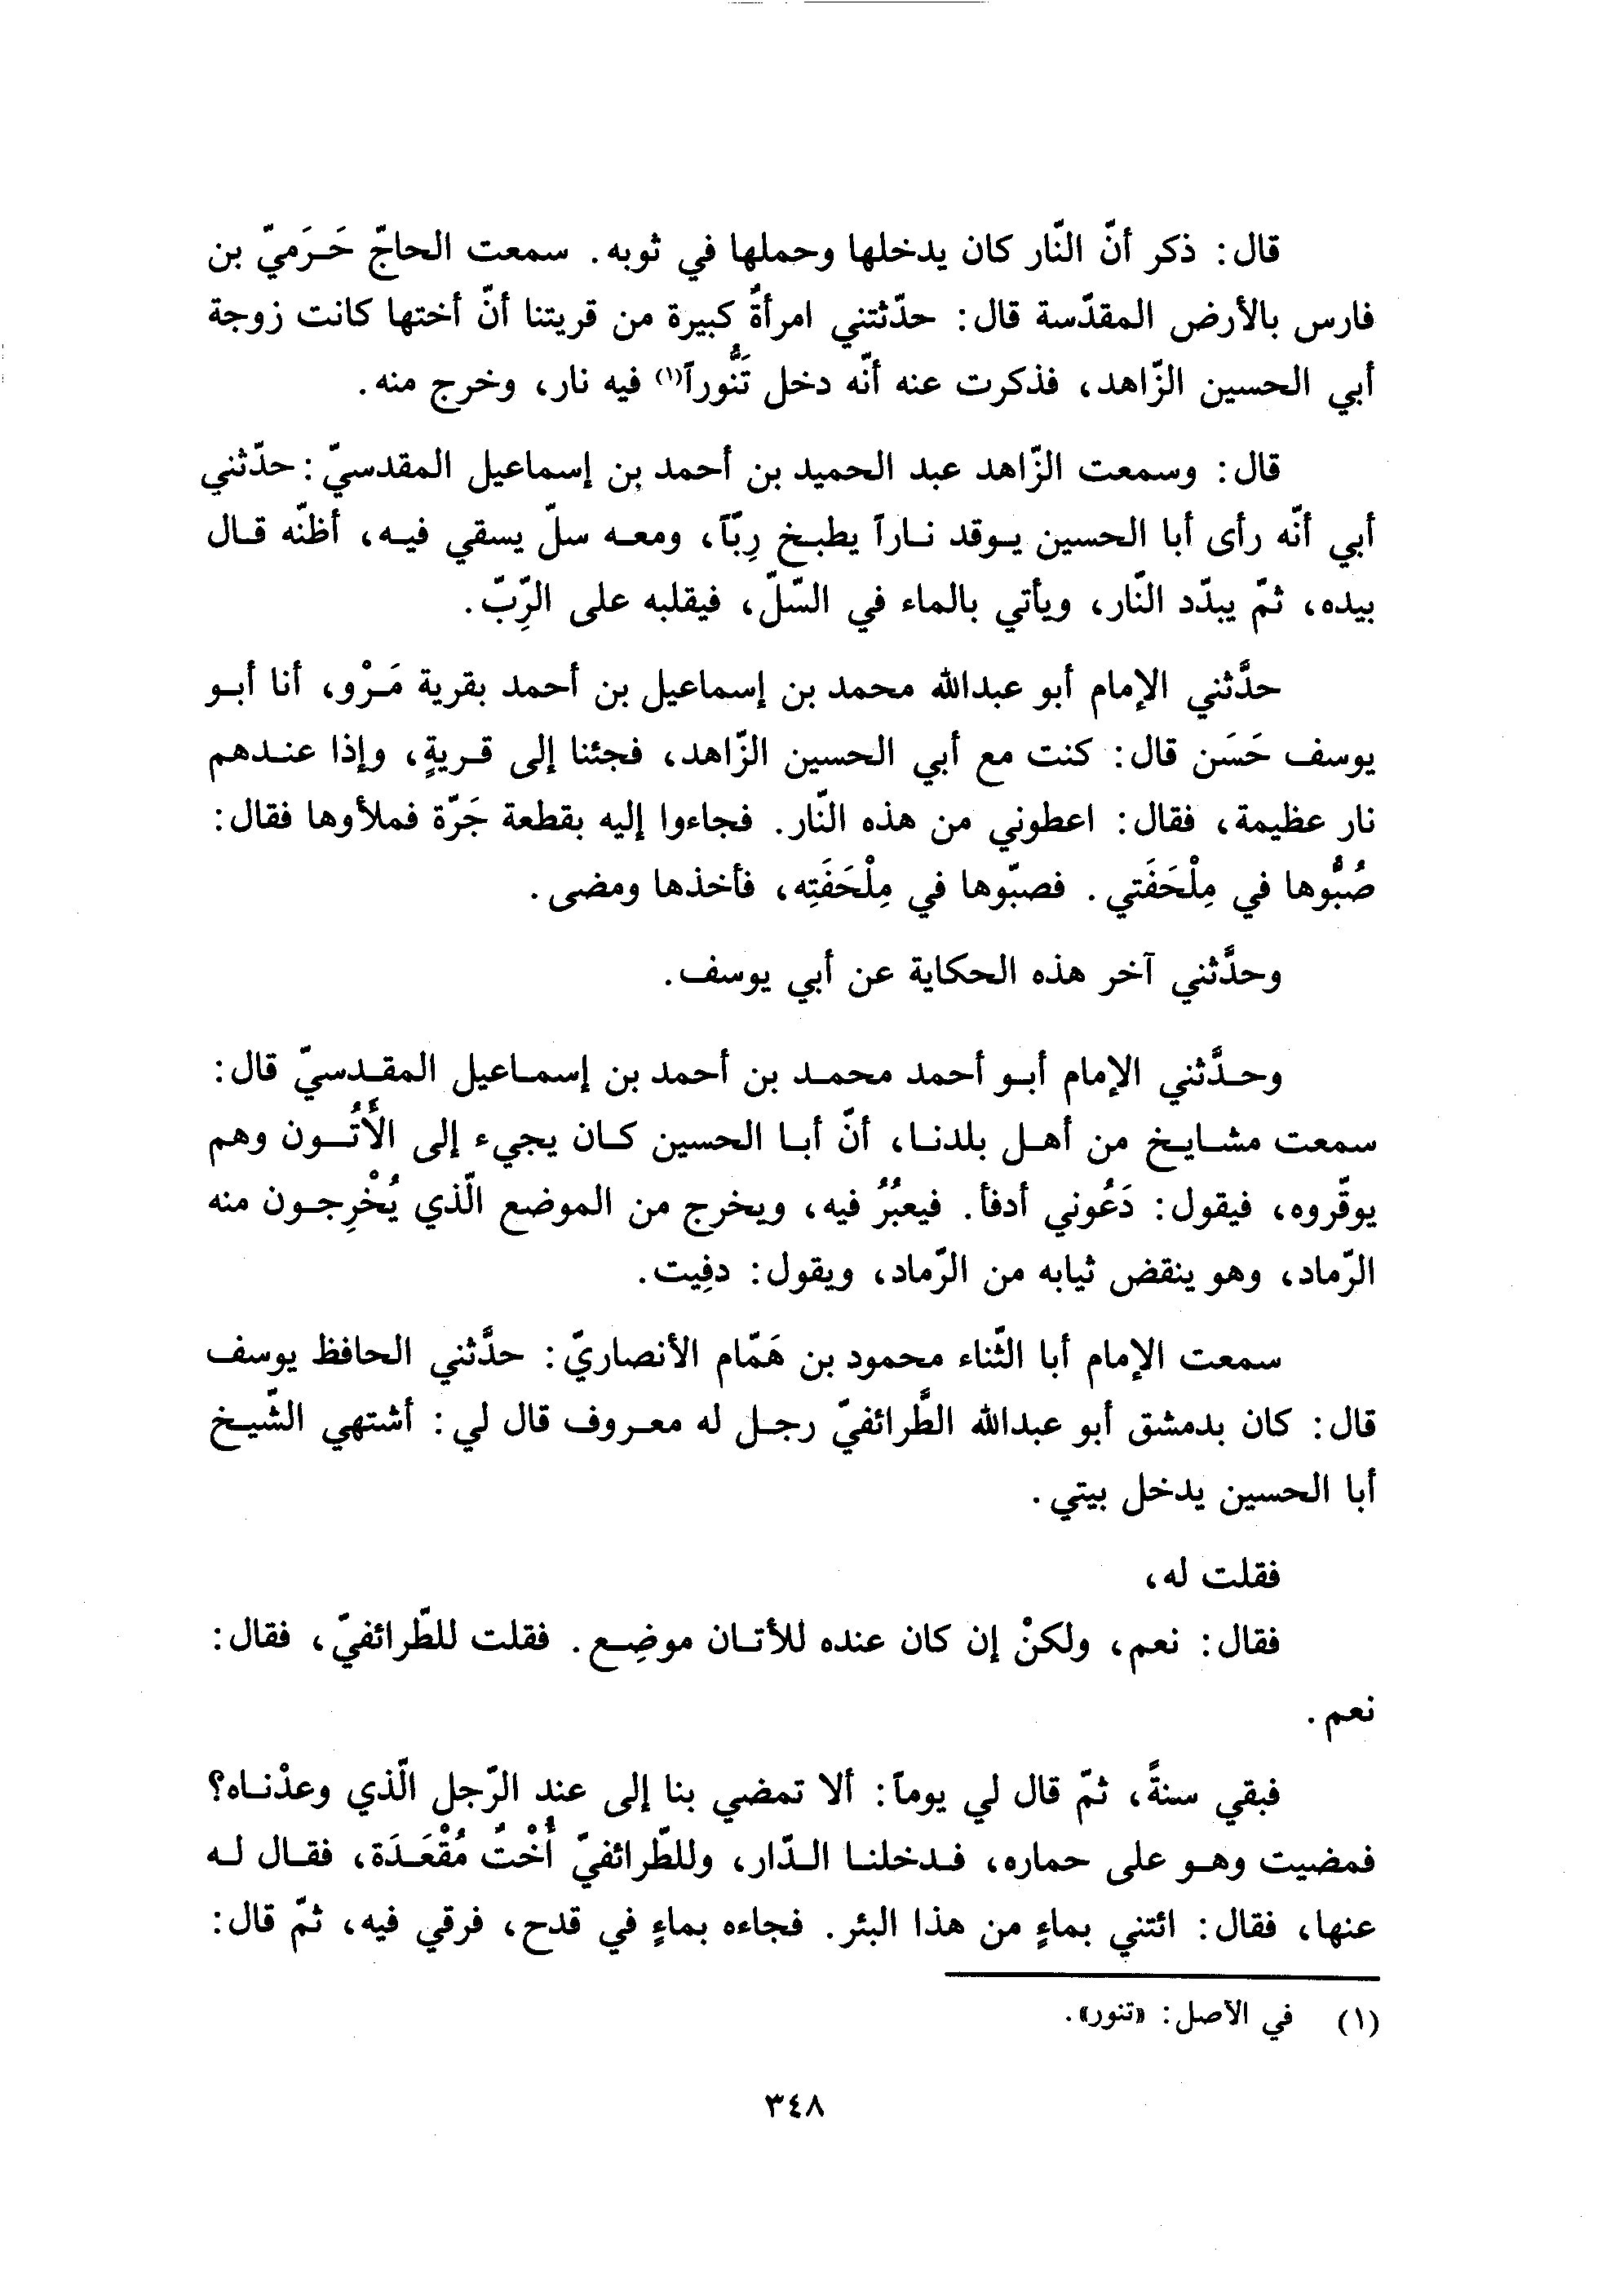 قال: ذكر أنّ النّار كان يدخلها وحملها في ثوبه. سمعت الحاجّ حَرَميّ بن
فارس بالأرض المقدّسة قال: حدّثتني امرأةٌ كبيرة من قريتنا أنّ أختها كانت زوجة
أبي الحسين الزّاهد، فذكرت عنه أنّه دخل تَنُّوراً(١) فيه نار، وخرج منه.
قال: وسمعت الزّاهد عبد الحميد بن أحمد بن إسماعيل المقدسيّ: حدّثني
أبي أنّه رأى أبا الحسين يوقد ناراً يطبخ رِبّاً، ومعه سلّ يسقي فيه، أظنّه قال
بيده، ثمّ يبدّد النّار، ويأتي بالماء في السّلّ، فيقلبه على الرِّبّ.
حدَّثني الإمام أبو عبدالله محمد بن إسماعيل بن أحمد بقرية مَرْو، أنا أبو
يوسف حَسَن قال: كنت مع أبي الحسين الزّاهد، فجئنا إلى قريةٍ، وإذا عندهم
نار عظيمة، فقال: اعطوني من هذه النّار. فجاءوا إليه بقطعة جَرّة فملأوها فقال:
صُبُّوها في مِلْحَفَتي. فصبّوها في مِلْحَفَتِه، فأخذها ومضى.
وحدَّثني آخر هذه الحكاية عن أبي يوسف.
وحدَّثني الإمام أبو أحمد محمد بن أحمد بن إسماعيل المقدسيّ قال:
سمعت مشايخ من أهل بلدنا، أنّ أبا الحسين كان يجيء إلى الأَتُون وهم
يوقّروه، فيقول: دَعُوني أدفأ. فيعبُرُ فيه، ويخرج من الموضع الّذي يُخْرِجون منه
الرّماد، وهو ينقض ثيابه من الرّماد، ويقول: دفِيت.
سمعت الإمام أبا الثّناء محمود بن هَمّام الأنصاريّ: حدَّثني الحافظ يوسف
قال: كان بدمشق أبو عبدالله الطَّرائفيّ رجل له معروف قال لي: أشتهي الشّيخ
أبا الحسين يدخل بيتي.
فقلت له،
فقال: نعم، ولكنْ إن كان عنده للأتان موضِع. فقلت للطّرائفيّ، فقال:
نعم.
فبقي سنةً، ثمّ قال لي يوماً: ألا تمضي بنا إلى عند الرّجل الّذي وعدْناه؟
فمضيت وهو على حماره، فدخلنا الدّار، وللطّرائفيّ أُخْتٌ مُقْعَدَة، فقال له
عنها، فقال: ائتني بماءٍ من هذا البئر. فجاءه بماءٍ في قدح، فرقي فيه، ثمّ قال:
(١) في الأصل: «تنور».
٣٤٨